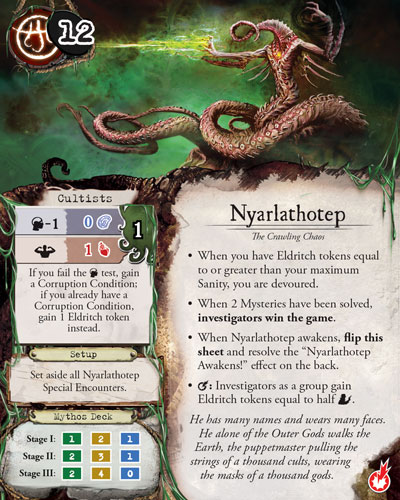 12
Cultists
-1 0
1 1
If you fail the test, gain
a Corruption Condition;
if you already have a
Corruption Condition,
gain 1 Eldritch token
instead.
Setup
Set aside all Nyarlathotep
Special Encounters.
Mythos Deck
Stage I: 1 2 1
Stage II: 2 3 1
Stage III: 2 4 0
Nyarlathotep
The Crawling Chaos
• When you have Eldritch tokens equal
to or greater than your maximum
Sanity, you are devoured.
• When 2 Mysteries have been solved,
investigators win the game.
• When Nyarlathotep awakens, flip this
sheet and resolve the “Nyarlathotep
Awakens!” effect on the back.
• : Investigators as a group gain
Eldritch tokens equal to half .
He has many names and wears many faces.
He alone of the Outer Gods walks the
Earth, the puppetmaster pulling the
strings of a thousand cults, wearing
the masks of a thousand gods.